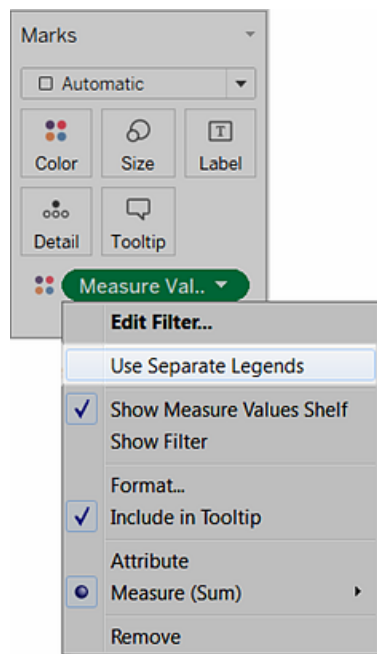 Marks
Automatic
Color Size Label
Detail Tooltip
Measure Val..
Edit Filter...
Use Separate Legends
Show Measure Values Shelf
Show Filter
Format...
Include in Tooltip
Attribute
Measure (Sum)
Remove